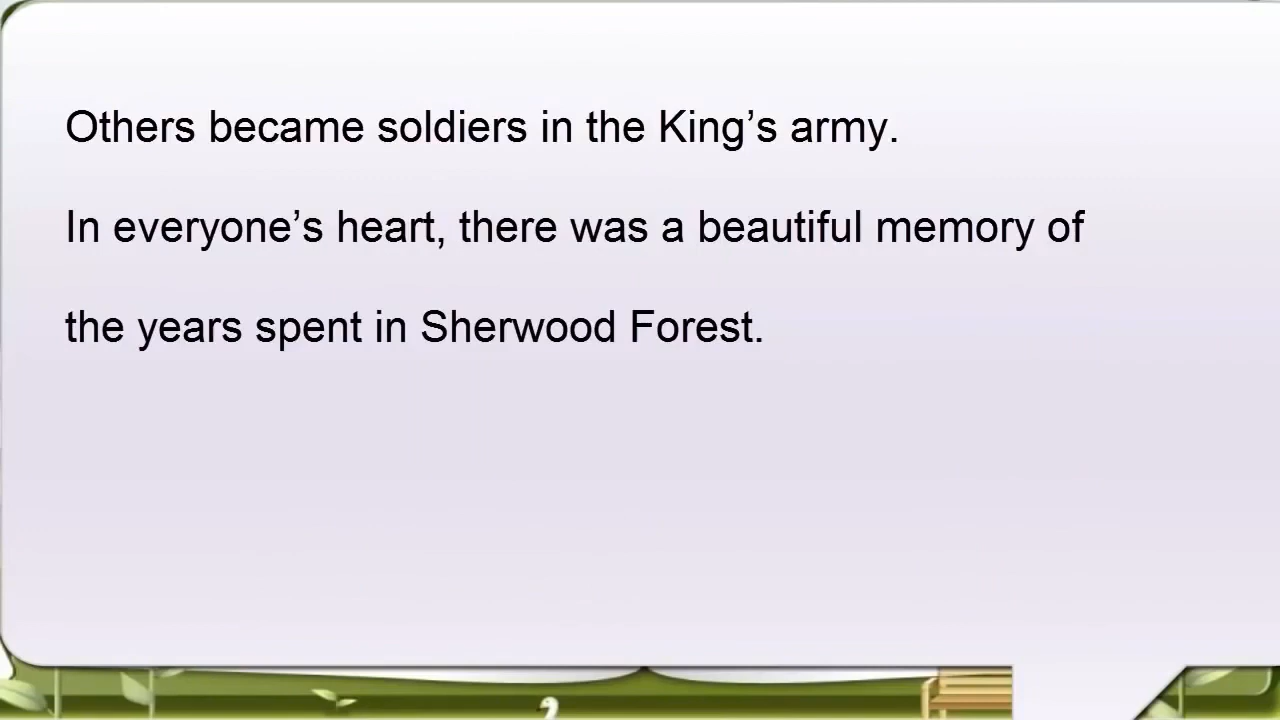 Others became soldiers in the King’s army.
In everyone’s heart, there was a beautiful memory of
the years spent in Sherwood Forest.